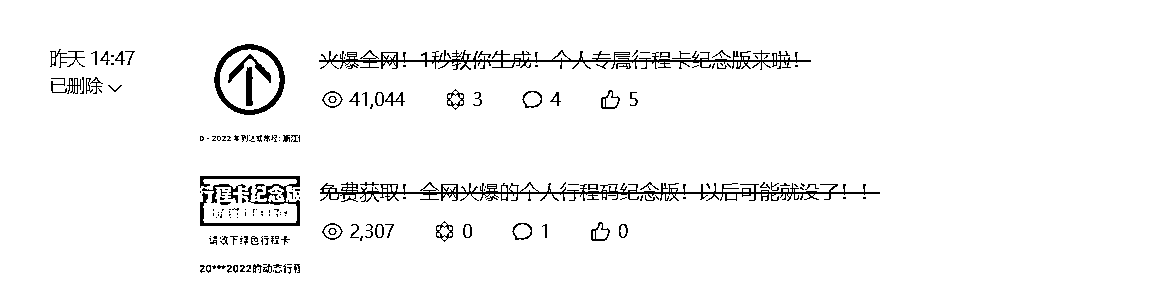 昨天 14:47
已删除
火爆全网！1秒教你生成！个人专属行程卡纪念版来啦！
41,044 3 4 5
0 - 2022 年到达或途经: 浙江
行程卡纪念版
免费获取！全网火爆的个人行程码纪念版！以后可能就没了！！
2,307 0 1 0
请收下绿色行程卡
20***2022的动态行程